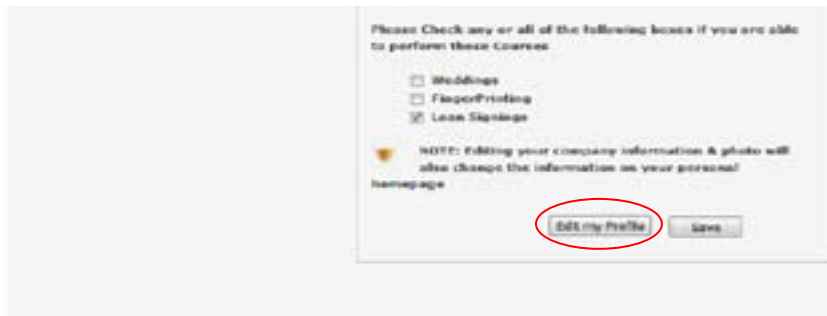 Please Check any or all of the following boxes if you are able
to perform these Courses
Weddings
FingerPrinting
Loan Signings
NOTE: Editing your company information & photo will
also change the information on your personal
homepage
Edit my Profile Save